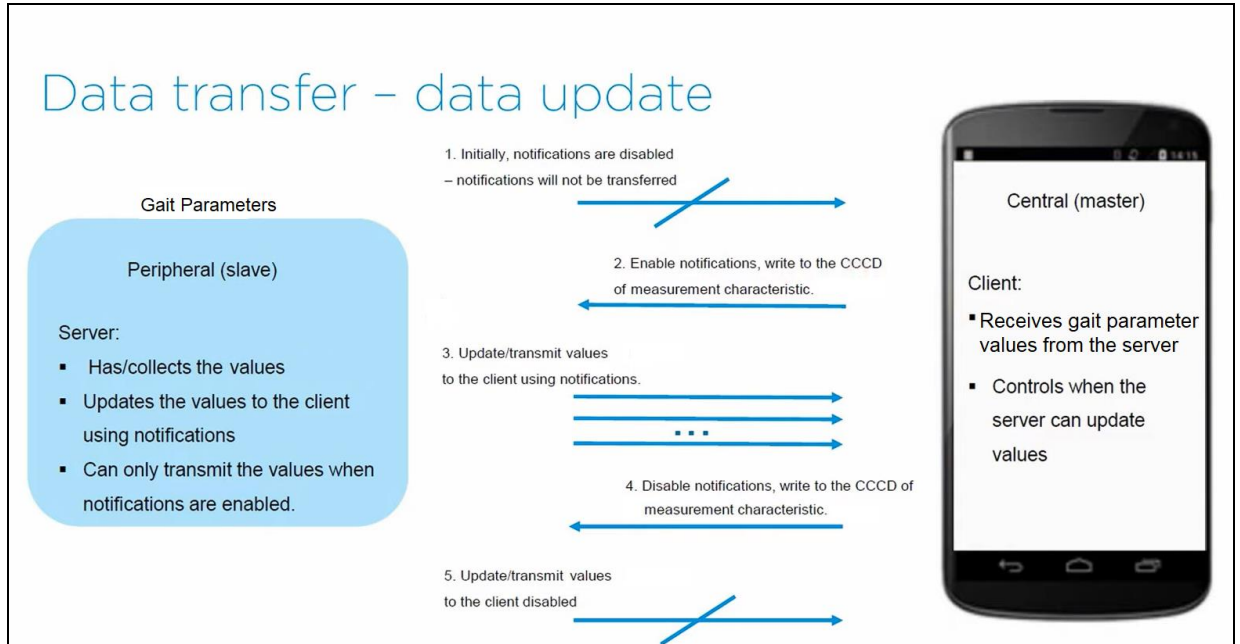 Data transfer – data update
Gait Parameters
Peripheral (slave)
Server:
▪ Has/collects the values
▪ Updates the values to the client
using notifications
▪ Can only transmit the values when
notifications are enabled.
1. Initially, notifications are disabled
– notifications will not be transferred
2. Enable notifications, write to the CCCD
of measurement characteristic.
3. Update/transmit values
to the client using notifications.
...
4. Disable notifications, write to the CCCD of
measurement characteristic.
5. Update/transmit values
to the client disabled
14:15
Central (master)
Client:
▪ Receives gait parameter
values from the server
▪ Controls when the
server can update
values